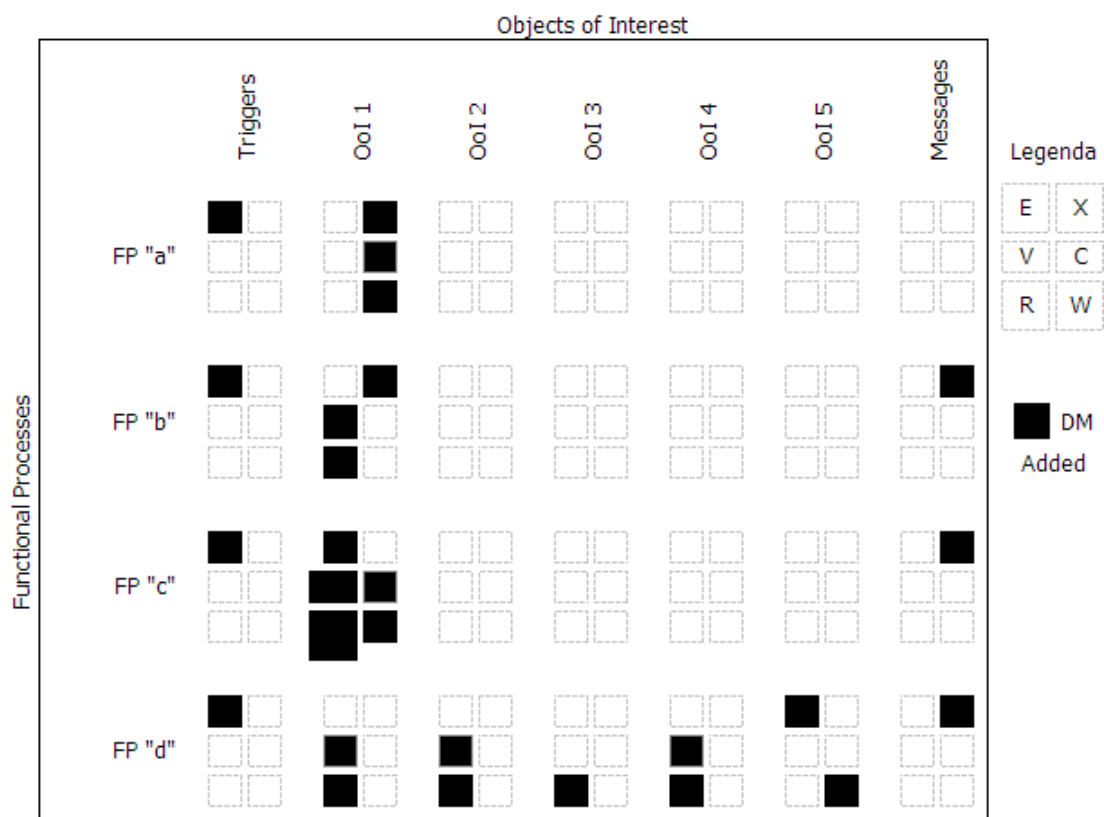 Objects of Interest
Triggers
OoI 1
OoI 2
OoI 3
OoI 4
OoI 5
Messages
Legenda
E X
V C
R W
FP "a"
FP "b"
DM
Added
Functional Processes
FP "c"
FP "d"